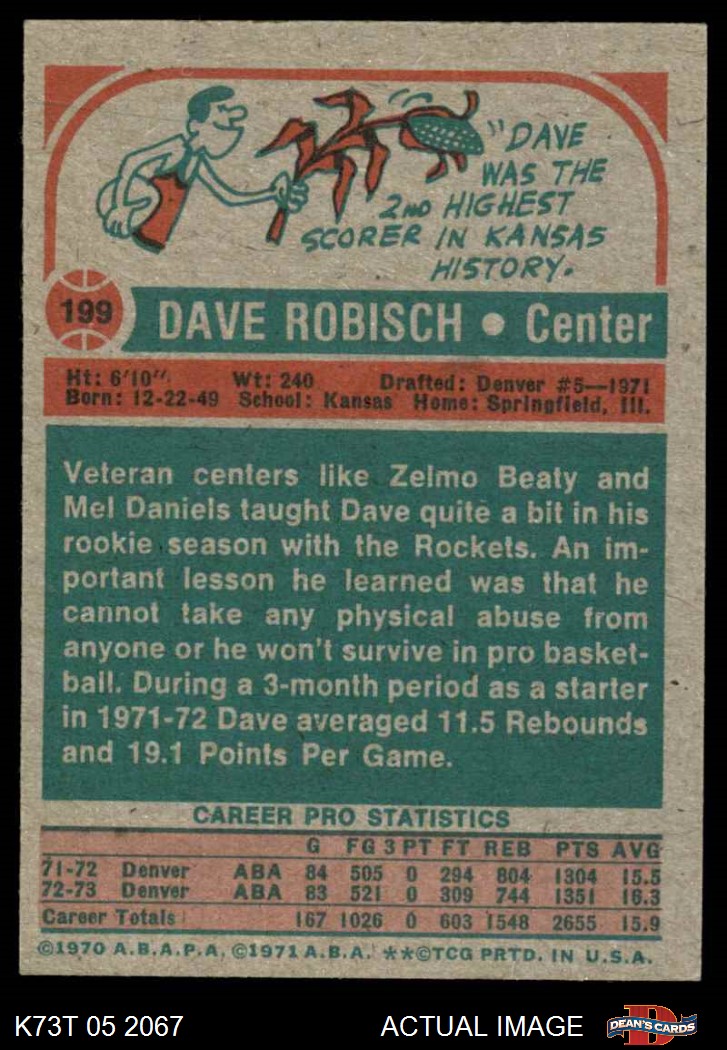 "DAVE
WAS THE
2ND HIGHEST
SCORER IN KANSAS
HISTORY.
199 DAVE ROBISCH • Center
Ht: 6'10" Wt: 240 Drafted: Denver #5—1971
Born: 12-22-49 School: Kansas Home: Springfield, Ill.
Veteran centers like Zelmo Beaty and
Mel Daniels taught Dave quite a bit in his
rookie season with the Rockets. An im-
portant lesson he learned was that he
cannot take any physical abuse from
anyone or he won't survive in pro basket-
ball. During a 3-month period as a starter
in 1971-72 Dave averaged 11.5 Rebounds
and 19.1 Points Per Game.
CAREER PRO STATISTICS
G FG 3PT FT REB PTS AVG
71-72 Denver ABA 84 505 0 294 804 1304 15.5
72-73 Denver ABA 83 521 0 309 744 1351 16.3
Career Totals 167 1026 0 603 1548 2655 15.9
©1970 A.B.A.P.A. ©1971 A.B.A. **©TCG PRTD. IN U.S.A.
K73T 05 2067 ACTUAL IMAGE DEAN'S CARDS